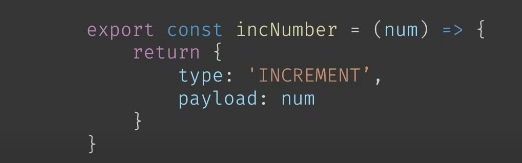 export const incNumber = (num) => {
    return {
        type: 'INCREMENT’,
        payload: num
    }
}